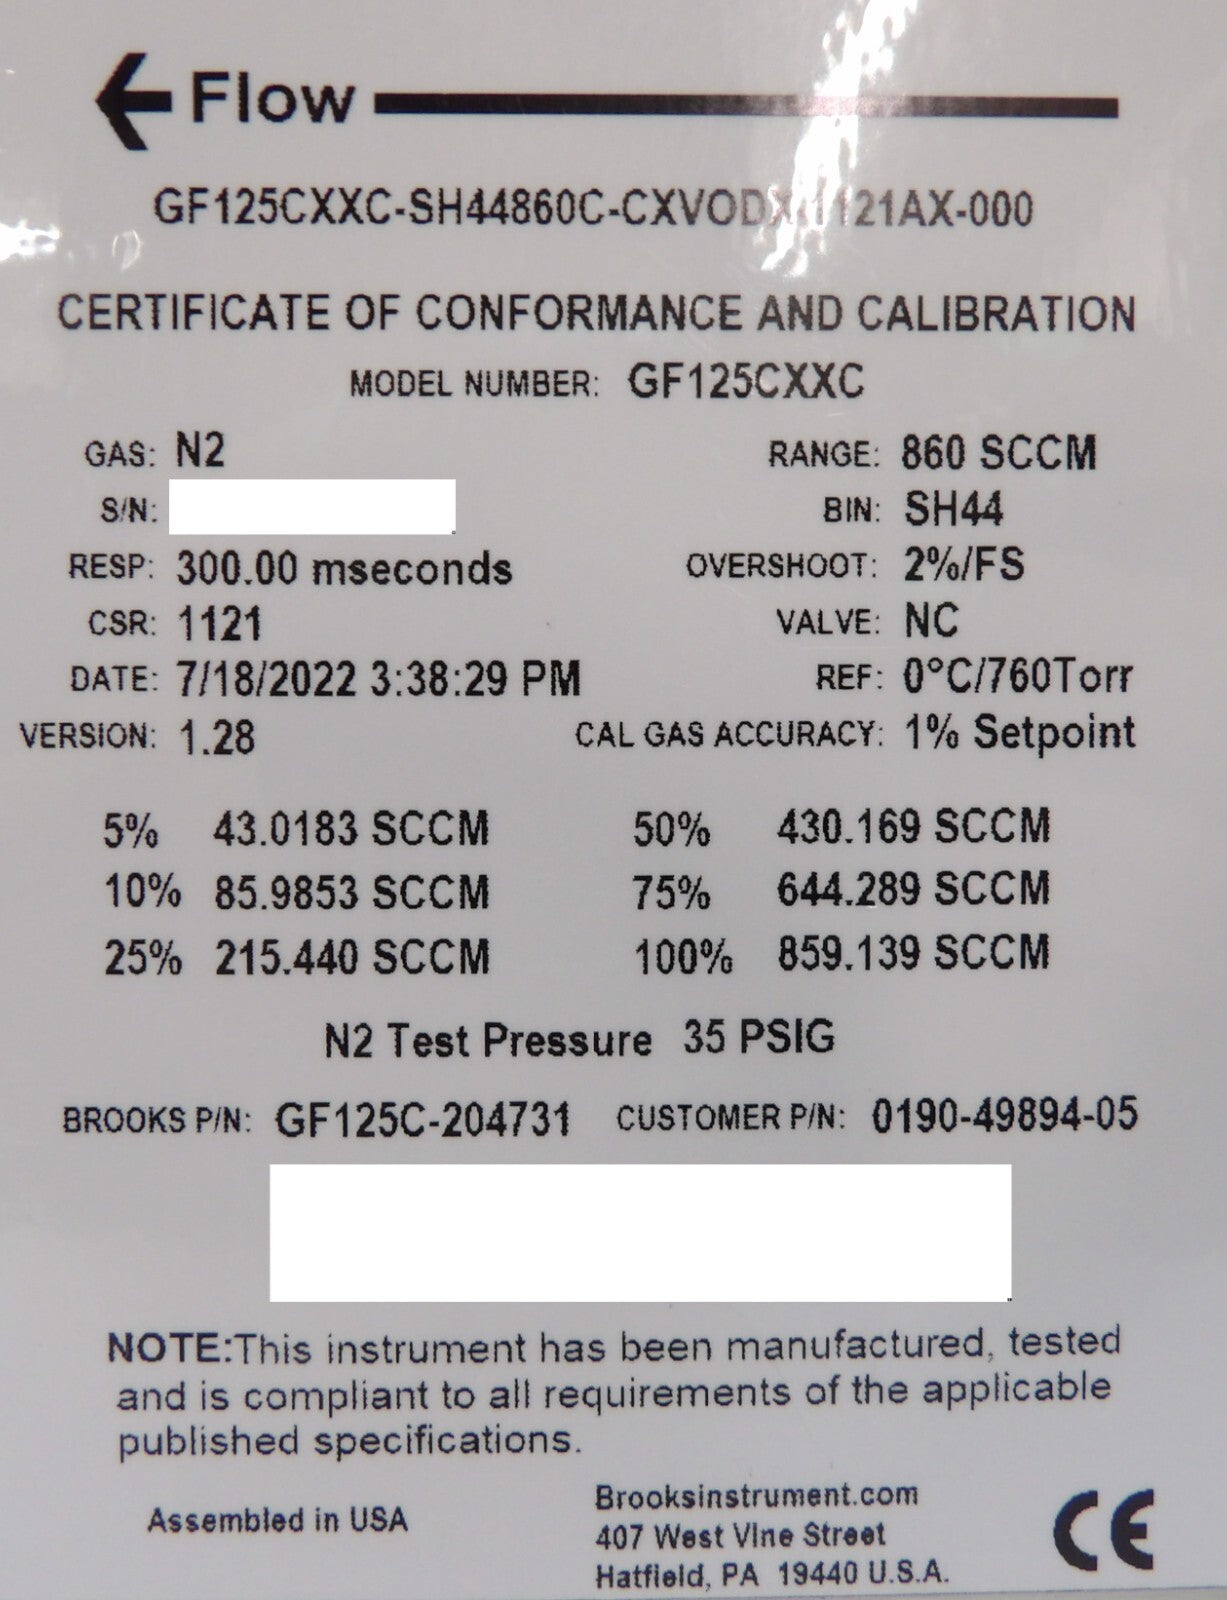 Flow
GF125CXXC-SH44860C-CXVODX-1121AX-000
CERTIFICATE OF CONFORMANCE AND CALIBRATION
MODEL NUMBER: GF125CXXC
GAS: N2 RANGE: 860 SCCM
S/N: BIN: SH44
RESP: 300.00 mseconds OVERSHOOT: 2%/FS
CSR: 1121 VALVE: NC
DATE: 7/18/2022 3:38:29 PM REF: 0°C/760Torr
VERSION: 1.28 CAL GAS ACCURACY: 1% Setpoint
5% 43.0183 SCCM 50% 430.169 SCCM
10% 85.9853 SCCM 75% 644.289 SCCM
25% 215.440 SCCM 100% 859.139 SCCM
N2 Test Pressure 35 PSIG
BROOKS P/N: GF125C-204731 CUSTOMER P/N: 0190-49894-05
NOTE:This instrument has been manufactured, tested
and is compliant to all requirements of the applicable
published specifications.
Assembled in USA
Brooksinstrument.com
407 West Vine Street
Hatfield, PA 19440 U.S.A.
CE